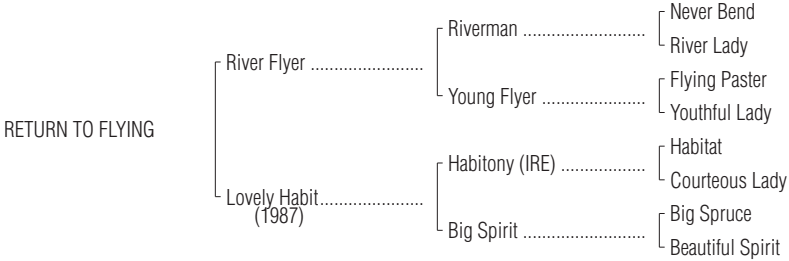 Never Bend
Riverman ..........................
River Lady
River Flyer ........................
Flying Paster
Young Flyer ......................
Youthful Lady
RETURN TO FLYING
Habitat
Habitony (IRE) ..................
Courteous Lady
Lovely Habit......................
(1987)
Big Spruce
Big Spirit ..........................
Beautiful Spirit